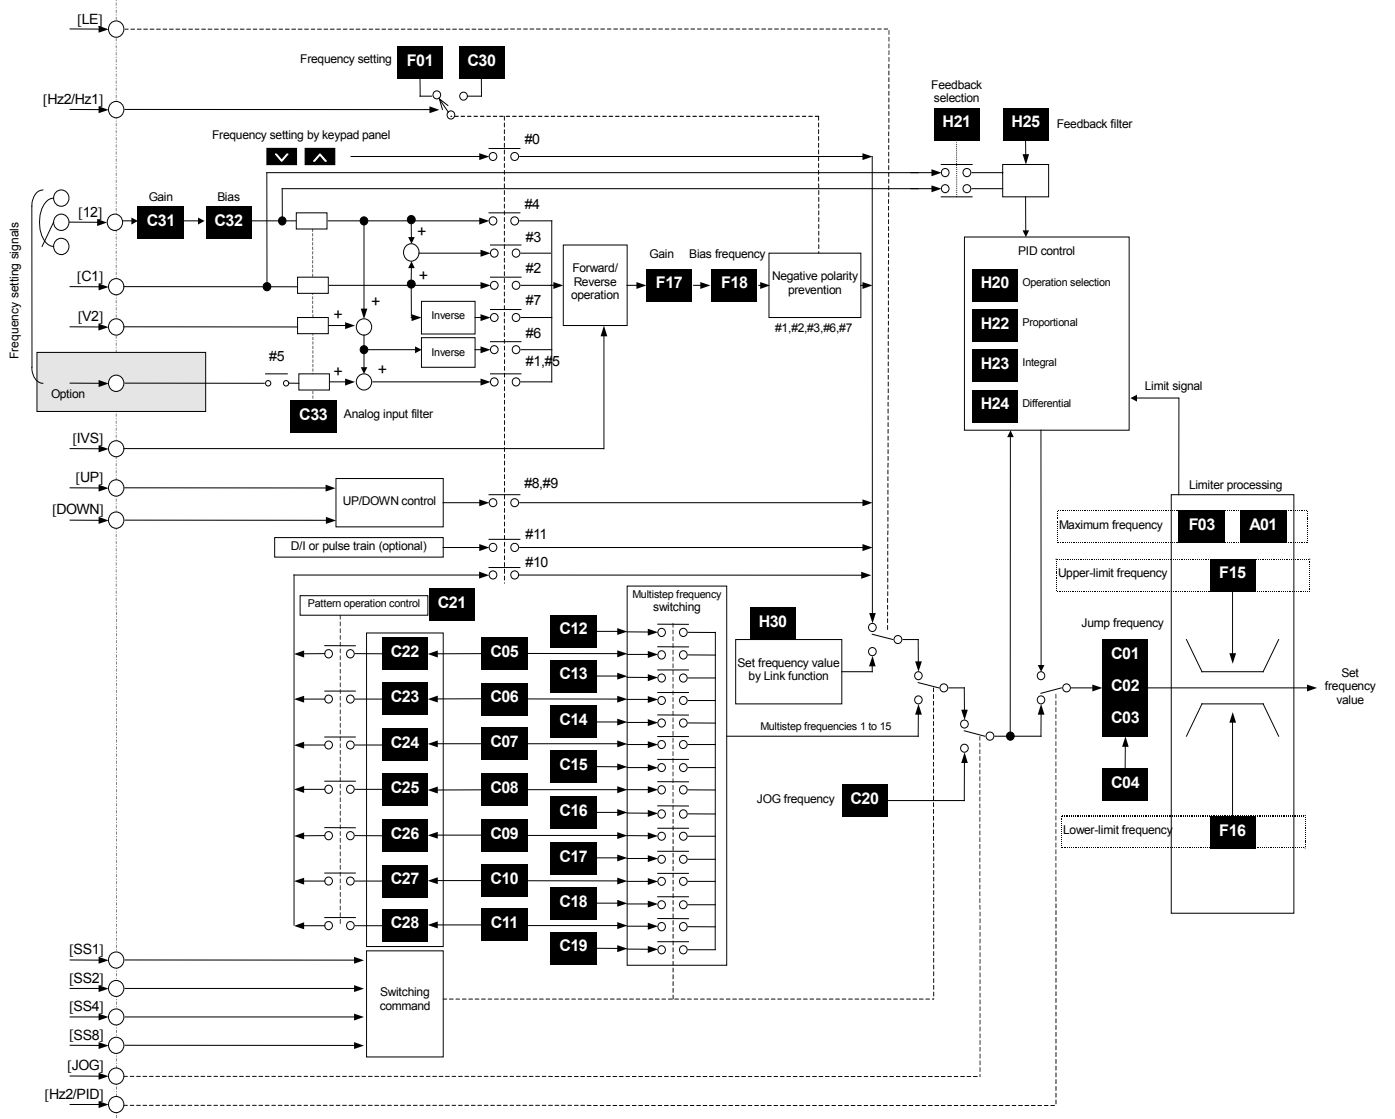 [LE]
Frequency setting
F01
C30
[Hz2/Hz1]
Frequency setting by keypad panel
#0
Feedback
selection
H21
H25
Feedback filter
Frequency setting signals
[12]
Gain
C31
Bias
C32
#4
#3
[C1]
#2
#7
[V2]
Inverse
#6
Inverse
#1,#5
#5
Option
C33
Analog input filter
+
+
+
+
+
+
+
Forward/
Reverse
operation
Gain
F17
Bias frequency
F18
Negative polarity
prevention
#1,#2,#3,#6,#7
PID control
H20
Operation selection
H22
Proportional
H23
Integral
H24
Differential
Limit signal
[IVS]
[UP]
[DOWN]
UP/DOWN control
#8,#9
D/I or pulse train (optional)
#11
#10
Limiter processing
Maximum frequency
F03
A01
Upper-limit frequency
F15
Pattern operation control
C21
Multistep frequency
switching
C12
C22
C05
C13
C23
C06
C14
C24
C07
C15
C25
C08
C16
C26
C09
C17
C27
C10
C18
C28
C11
C19
H30
Set frequency value
by Link function
Multistep frequencies 1 to 15
JOG frequency
C20
Jump frequency
C01
C02
C03
C04
Set
frequency
value
Lower-limit frequency
F16
[SS1]
[SS2]
[SS4]
[SS8]
Switching
command
[JOG]
[Hz2/PID]